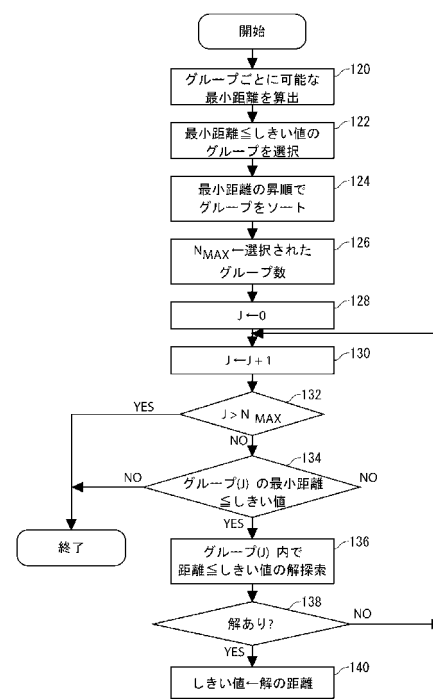 開始
グループごとに可能な
最小距離を算出
120
最小距離≦しきい値の
グループを選択
122
最小距離の昇順で
グループをソート
124
NMAX←選択された
グループ数
126
J←0
128
J←J+1
130
132
YES
J>N MAX
NO
134
NO
グループ(J) の最小距離
≦しきい値
NO
YES
終了
グループ(J) 内で
距離≦しきい値の解探索
136
138
解あり?
NO
YES
しきい値←解の距離
140